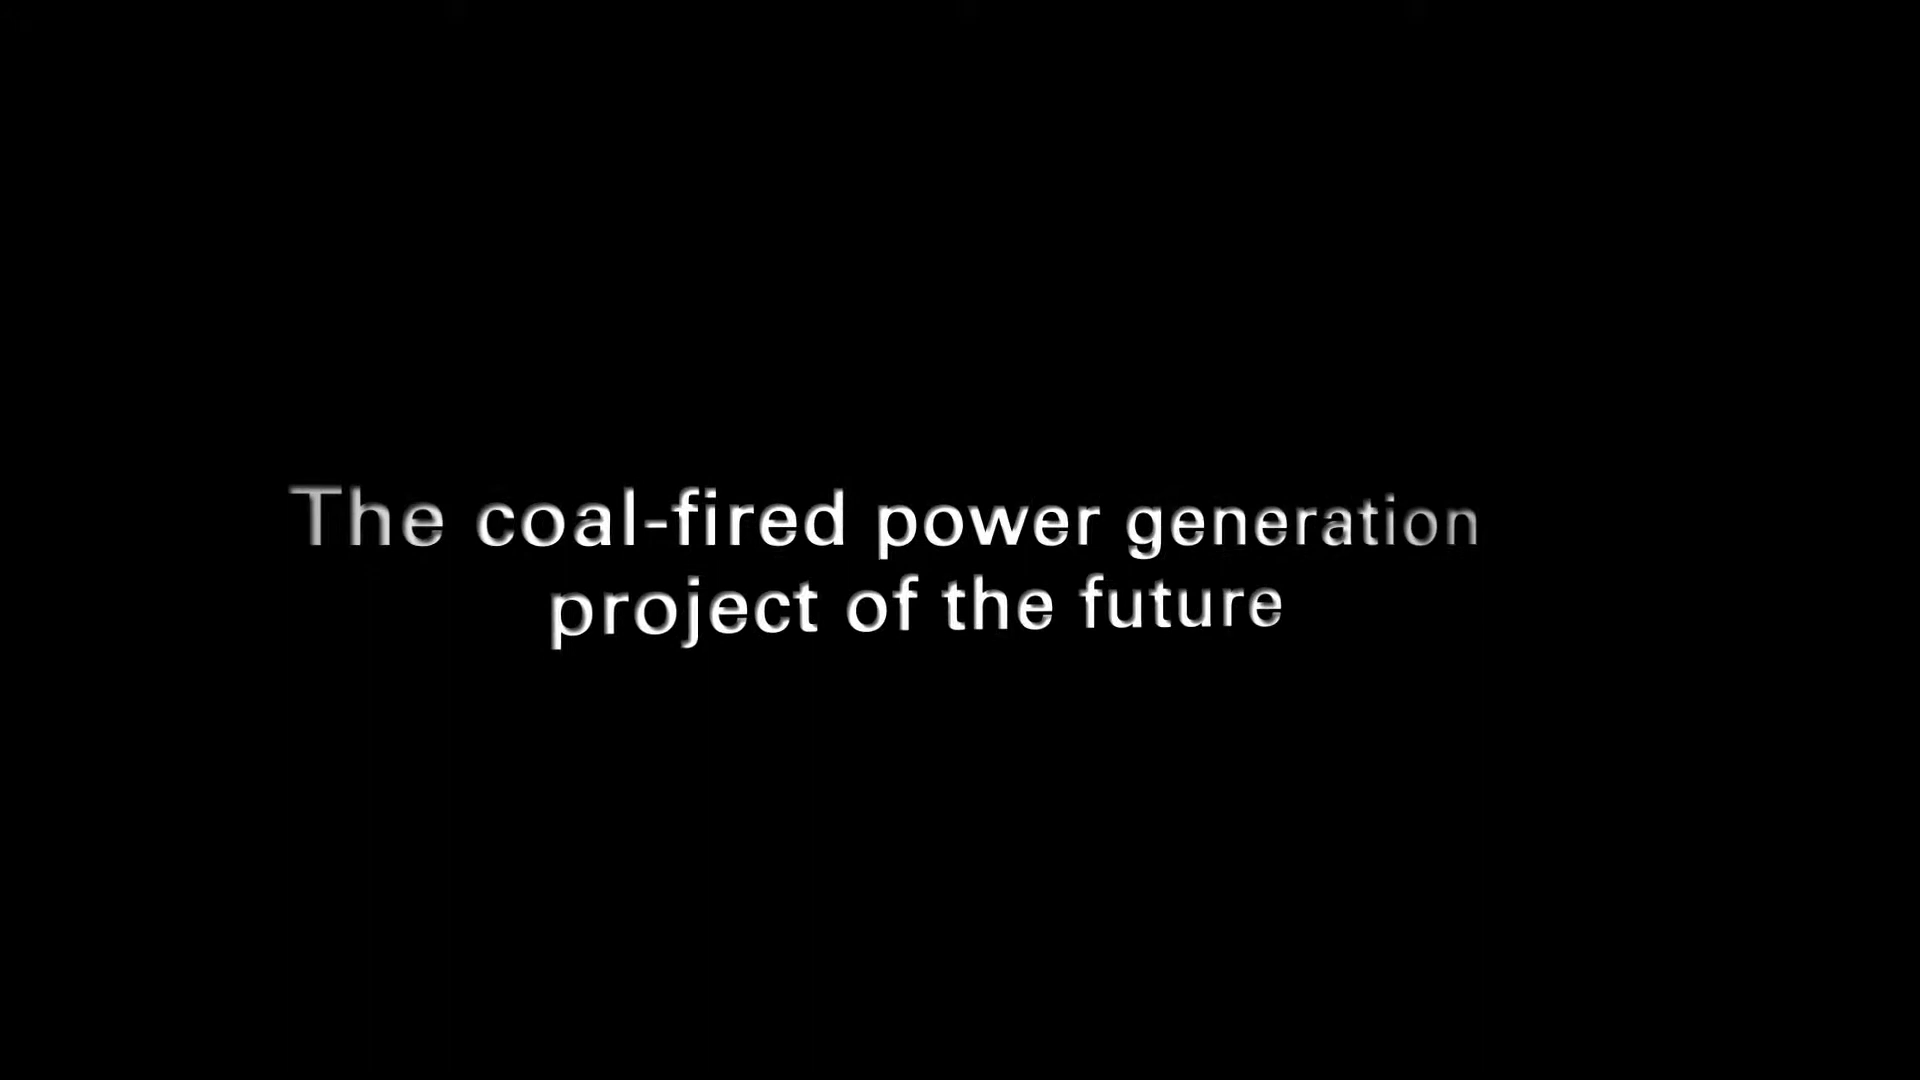 The coal-fired power generation
project of the future